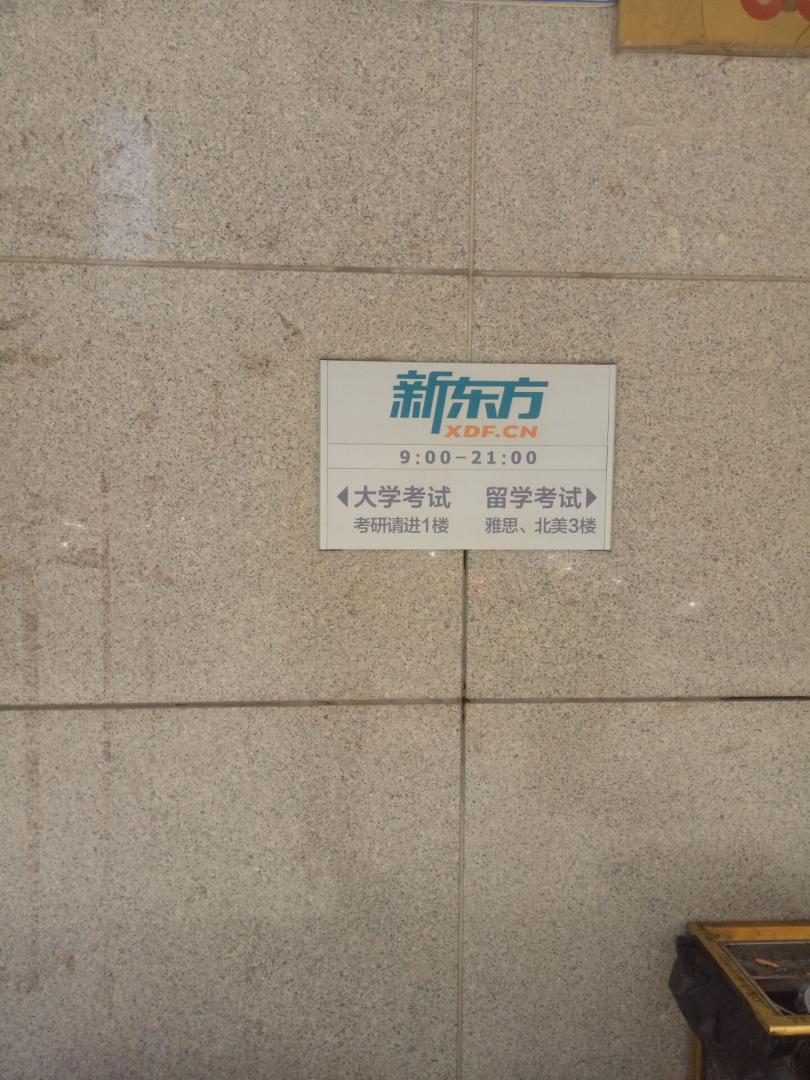 新东方
XDF.CN
9:00-21:00
◀大学考试 留学考试▶
考研请进1楼 雅思、北美3楼